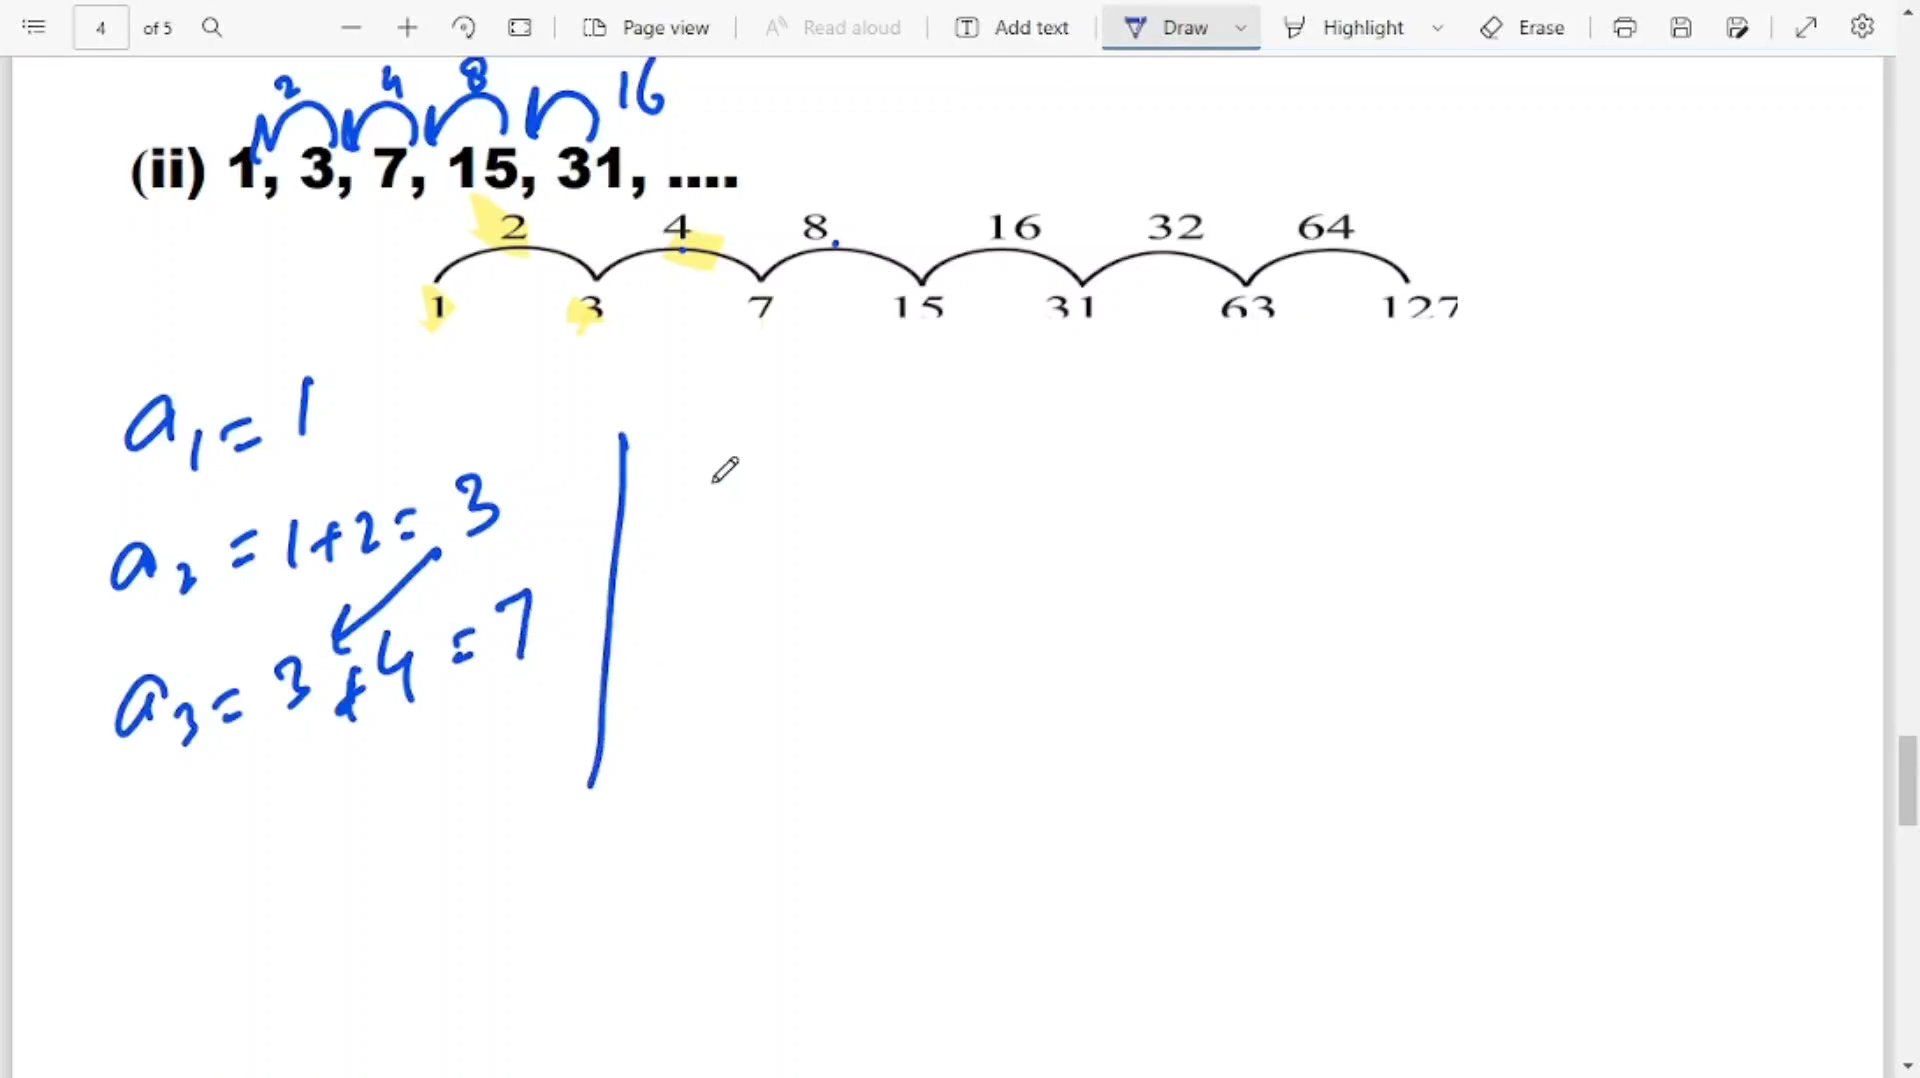 4 of 5 Page view Read aloud Add text Draw Highlight Erase
2 4 8 16
(ii) 1, 3, 7, 15, 31, ....
2 4 8 16 32 64
1 3 7 15 31 63 127
a₁ = 1
a₂ = 1+2 = 3
a₃ = 3+4 = 7